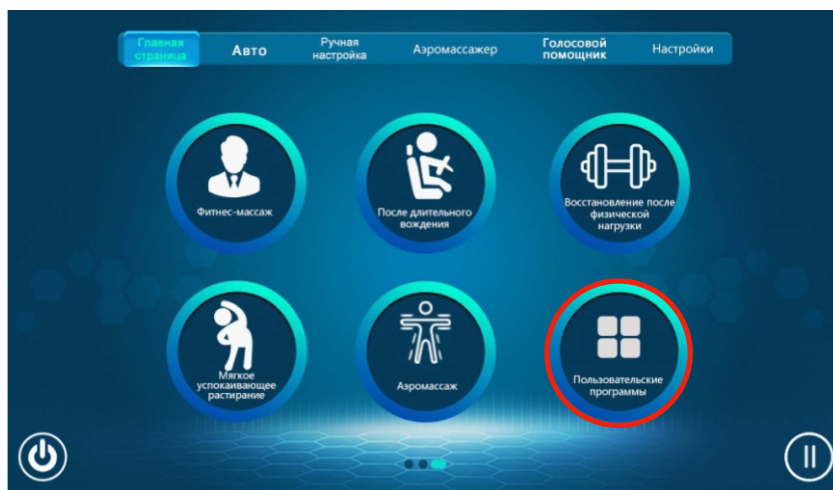 Главная
страница
Авто
Ручная
настройка
Аэромассажер
Голосовой
помощник
Настройки
Фитнес-массаж
После длительного
вождения
Восстановление после
физической
нагрузки
Мягкое
успокаивающее
растирание
Аэромассаж
Пользовательские
программы